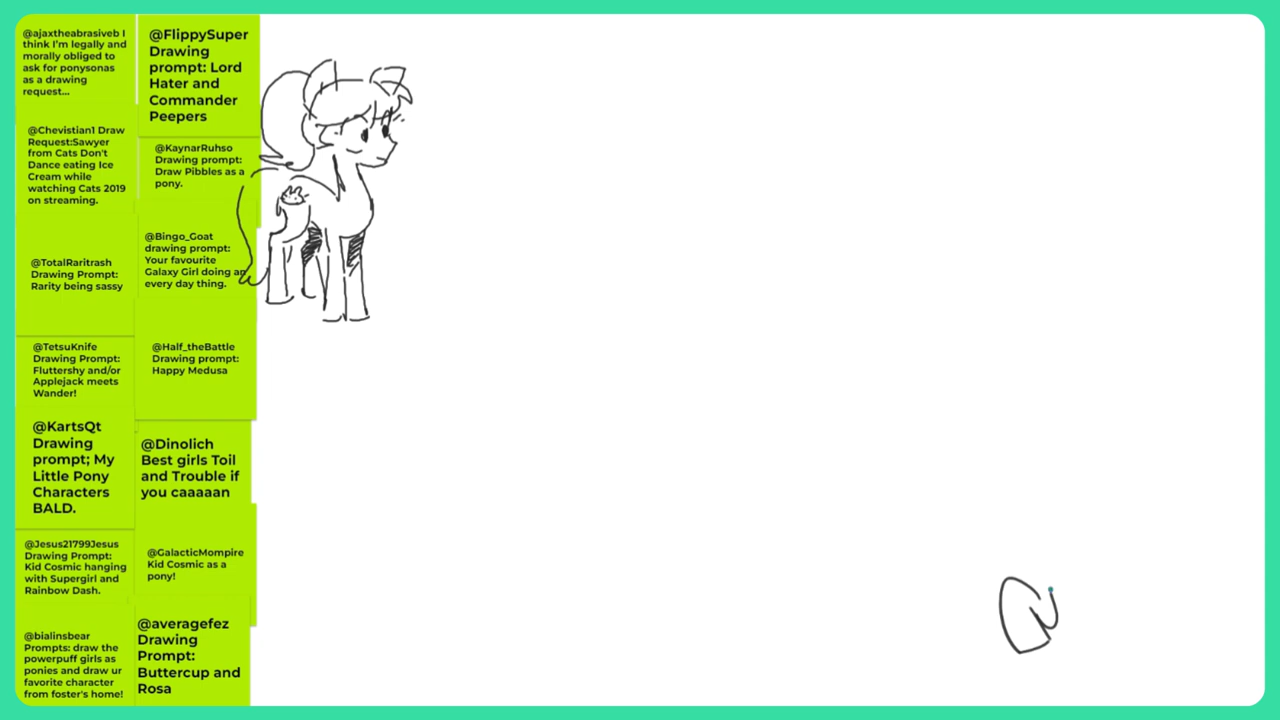 @ajaxtheabrasiveb I
think I'm legally and
morally obliged to
ask for ponysonas
as a drawing
request...
@FlippySuper
Drawing
prompt: Lord
Hater and
Commander
Peepers
@Chevistian1 Draw
Request:Sawyer
from Cats Don't
Dance eating Ice
Cream while
watching Cats 2019
on streaming.
@KaynarRuhso
Drawing prompt:
Draw Pibbles as a
pony.
@TotalRaritrash
Drawing Prompt:
Rarity being sassy
@Bingo_Goat
drawing prompt:
Your favourite
Galaxy Girl doing an
every day thing.
@TetsuKnife
Drawing Prompt:
Fluttershy and/or
Applejack meets
Wander!
@Half_theBattle
Drawing prompt:
Happy Medusa
@KartsQt
Drawing
prompt; My
Little Pony
Characters
BALD.
@Dinolich
Best girls Toil
and Trouble if
you caaaaan
@Jesus21799Jesus
Drawing Prompt:
Kid Cosmic hanging
with Supergirl and
Rainbow Dash.
@GalacticMompire
Kid Cosmic as a
pony!
@bialinsbear
Prompts: draw the
powerpuff girls as
ponies and draw ur
favorite character
from foster's home!
@averagefez
Drawing
Prompt:
Buttercup and
Rosa